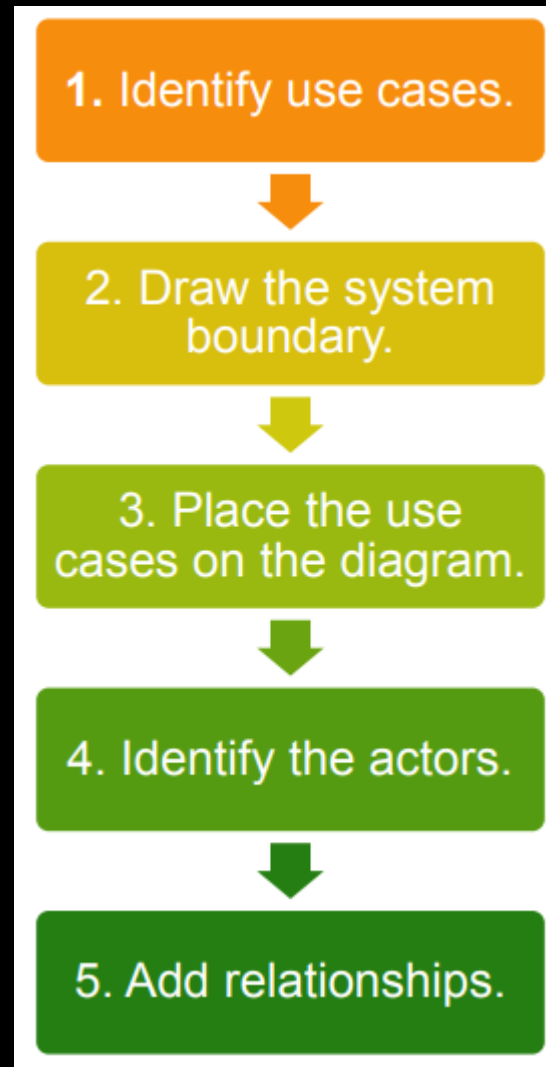 1. Identify use cases.
2. Draw the system
boundary.
3. Place the use
cases on the diagram.
4. Identify the actors.
5. Add relationships.